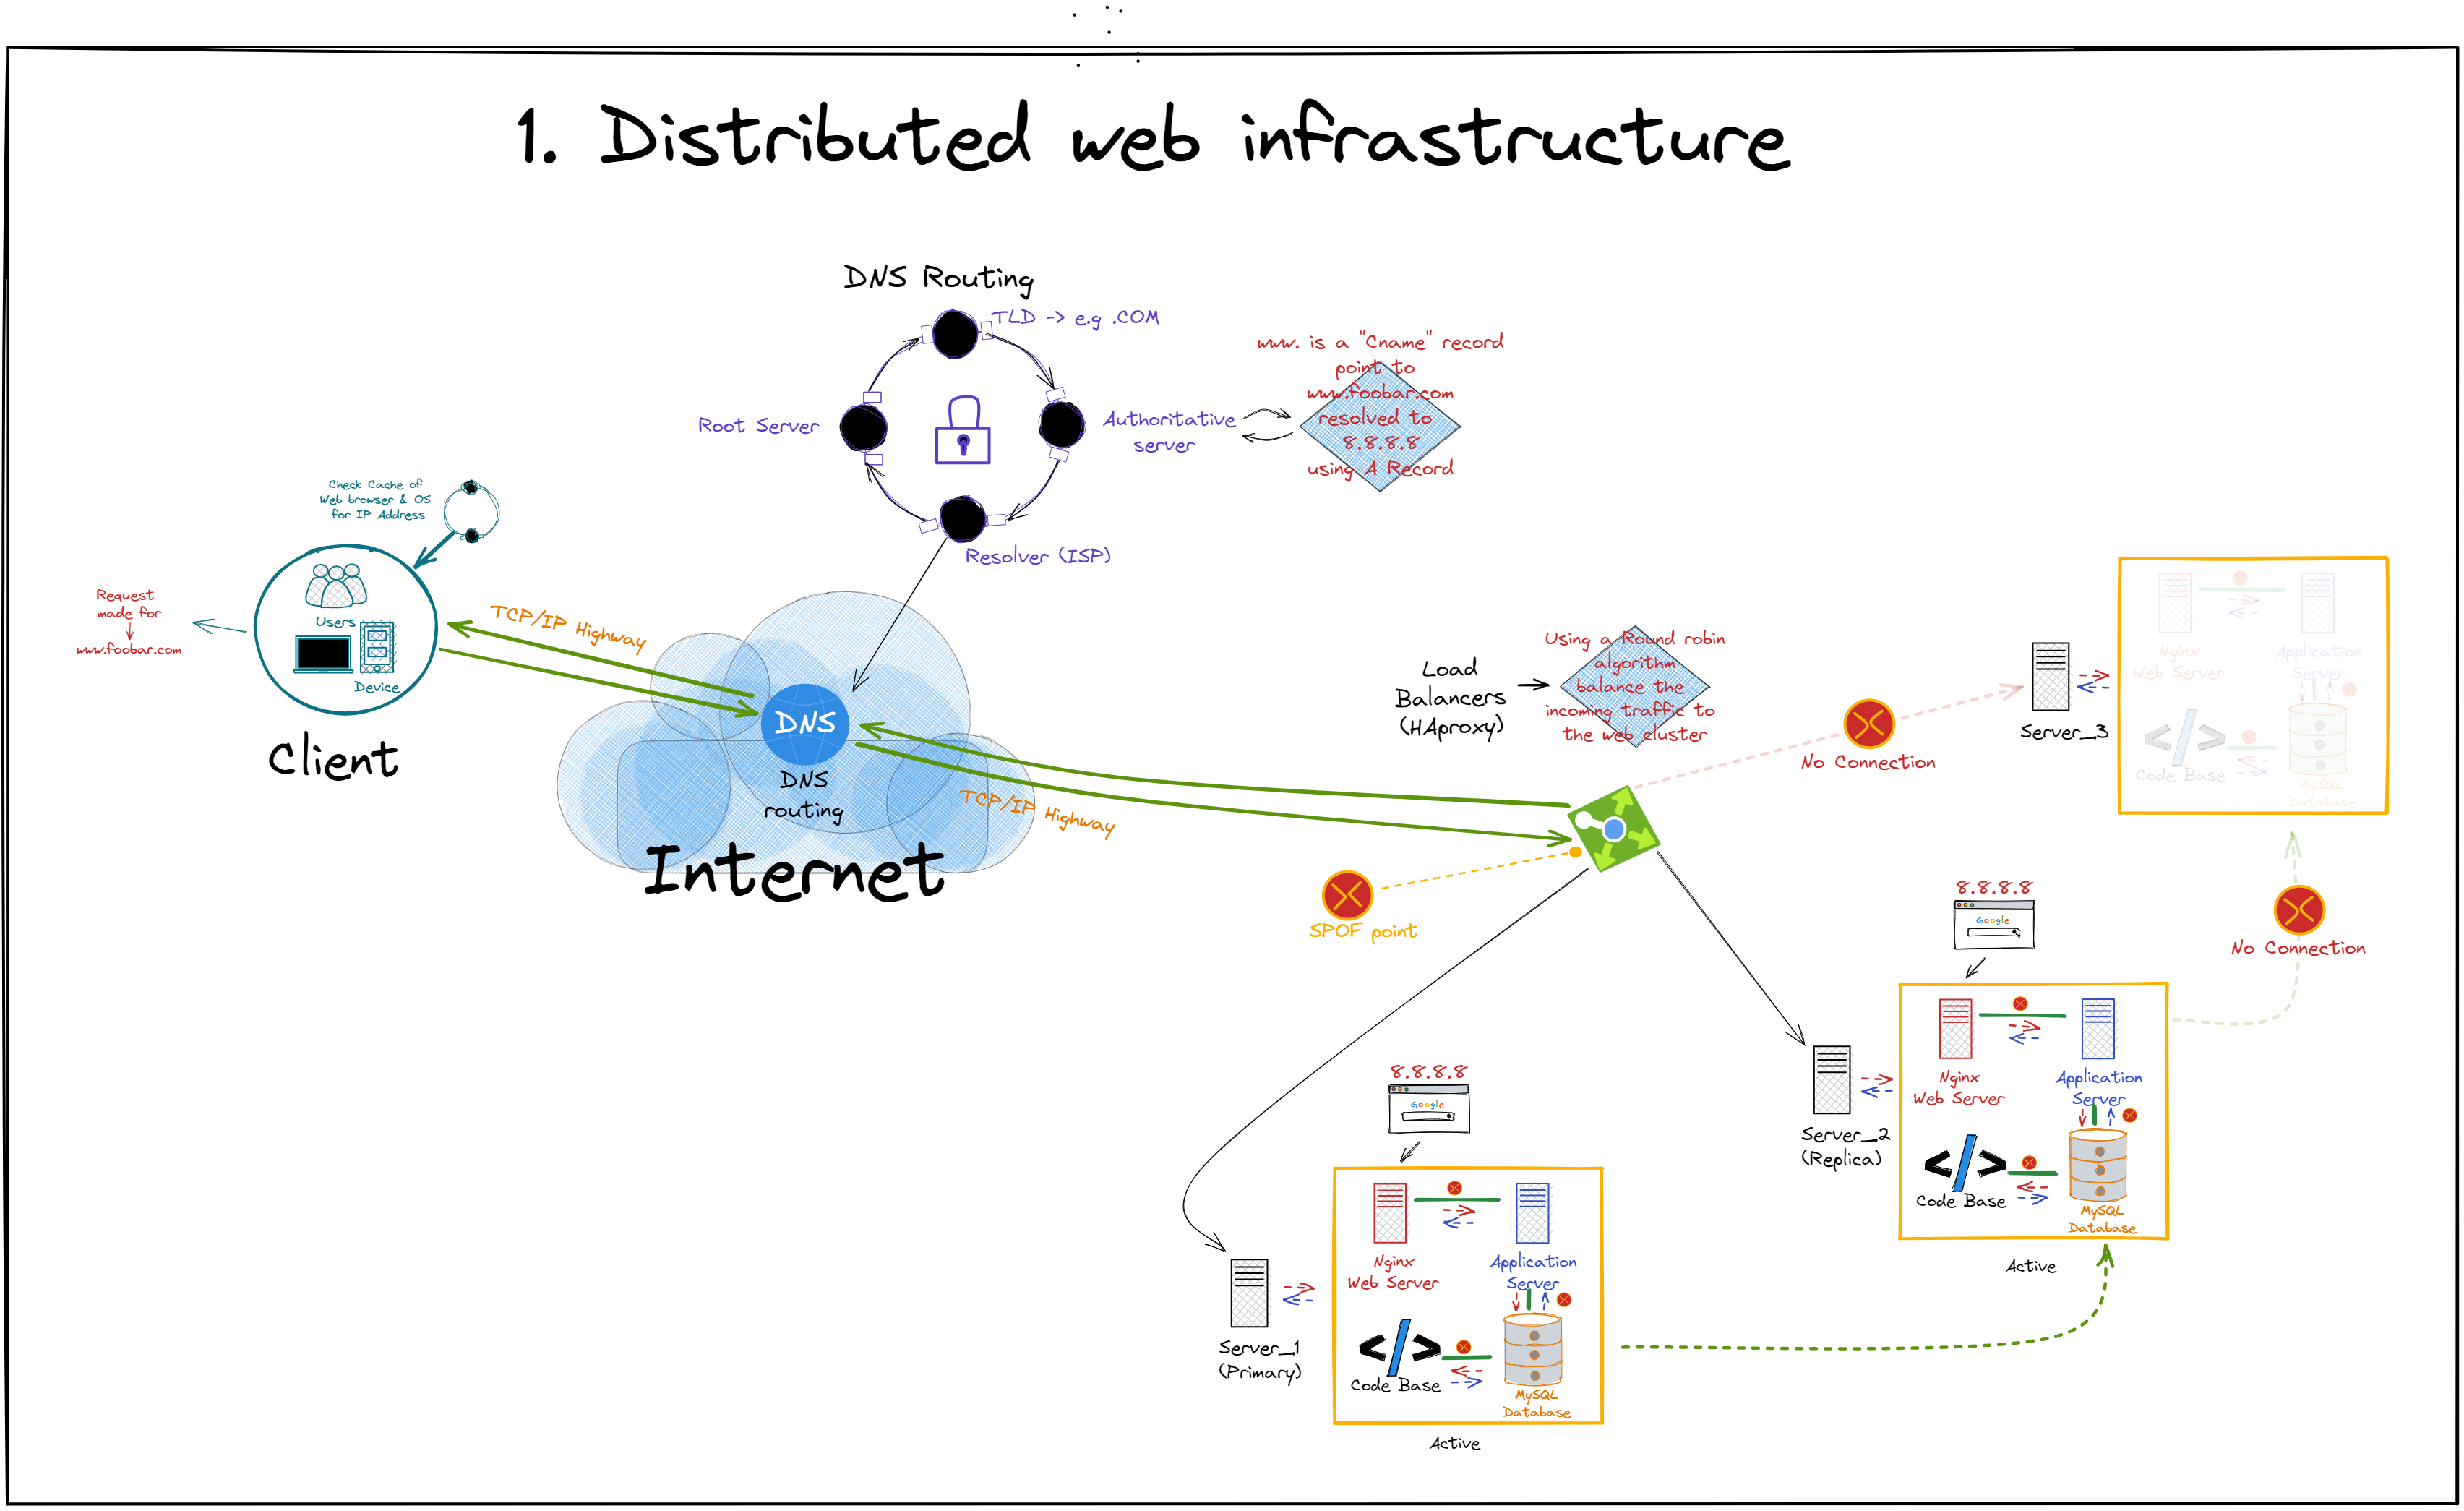 1. Distributed web infrastructure
DNS Routing
TLD -> e.g .COM
Root Server
Authoritative
server
Resolver (ISP)
www. is a "Cname" record
point to
www.foobar.com
resolved to
8.8.8.8
using A Record
Check Cache of
Web browser & OS
for IP Address
Request
made for
www.foobar.com
Users
Device
Client
TCP/IP Highway
DNS
DNS
routing
Internet
TCP/IP Highway
Load
Balancers
(HAproxy)
Using a Round robin
algorithm
balance the
incoming traffic to
the web cluster
SPOF point
No Connection
Server_3
Nginx
Web Server
Application
Server
Code Base
MySQL
Database
No Connection
8.8.8.8
Google
Server_2
(Replica)
Nginx
Web Server
Application
Server
Code Base
MySQL
Database
Active
8.8.8.8
Google
Server_1
(Primary)
Nginx
Web Server
Application
Server
Code Base
MySQL
Database
Active